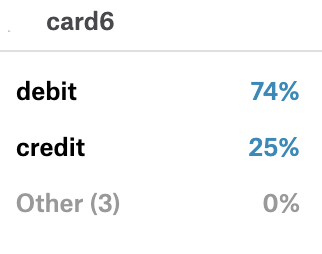 card6
debit 74%
credit 25%
Other (3) 0%